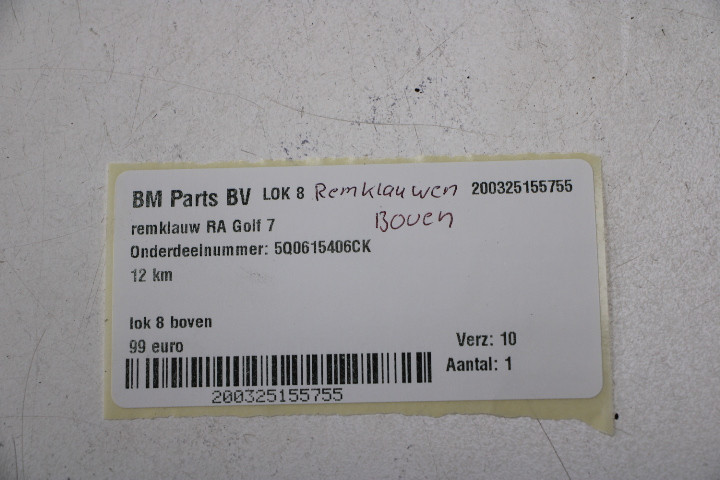 BM Parts BV LOK 8 Remklauwen 200325155755
Boven
remklauw RA Golf 7
Onderdeelnummer: 5Q0615406CK
12 km
lok 8 boven
99 euro
Verz: 10
Aantal: 1
200325155755